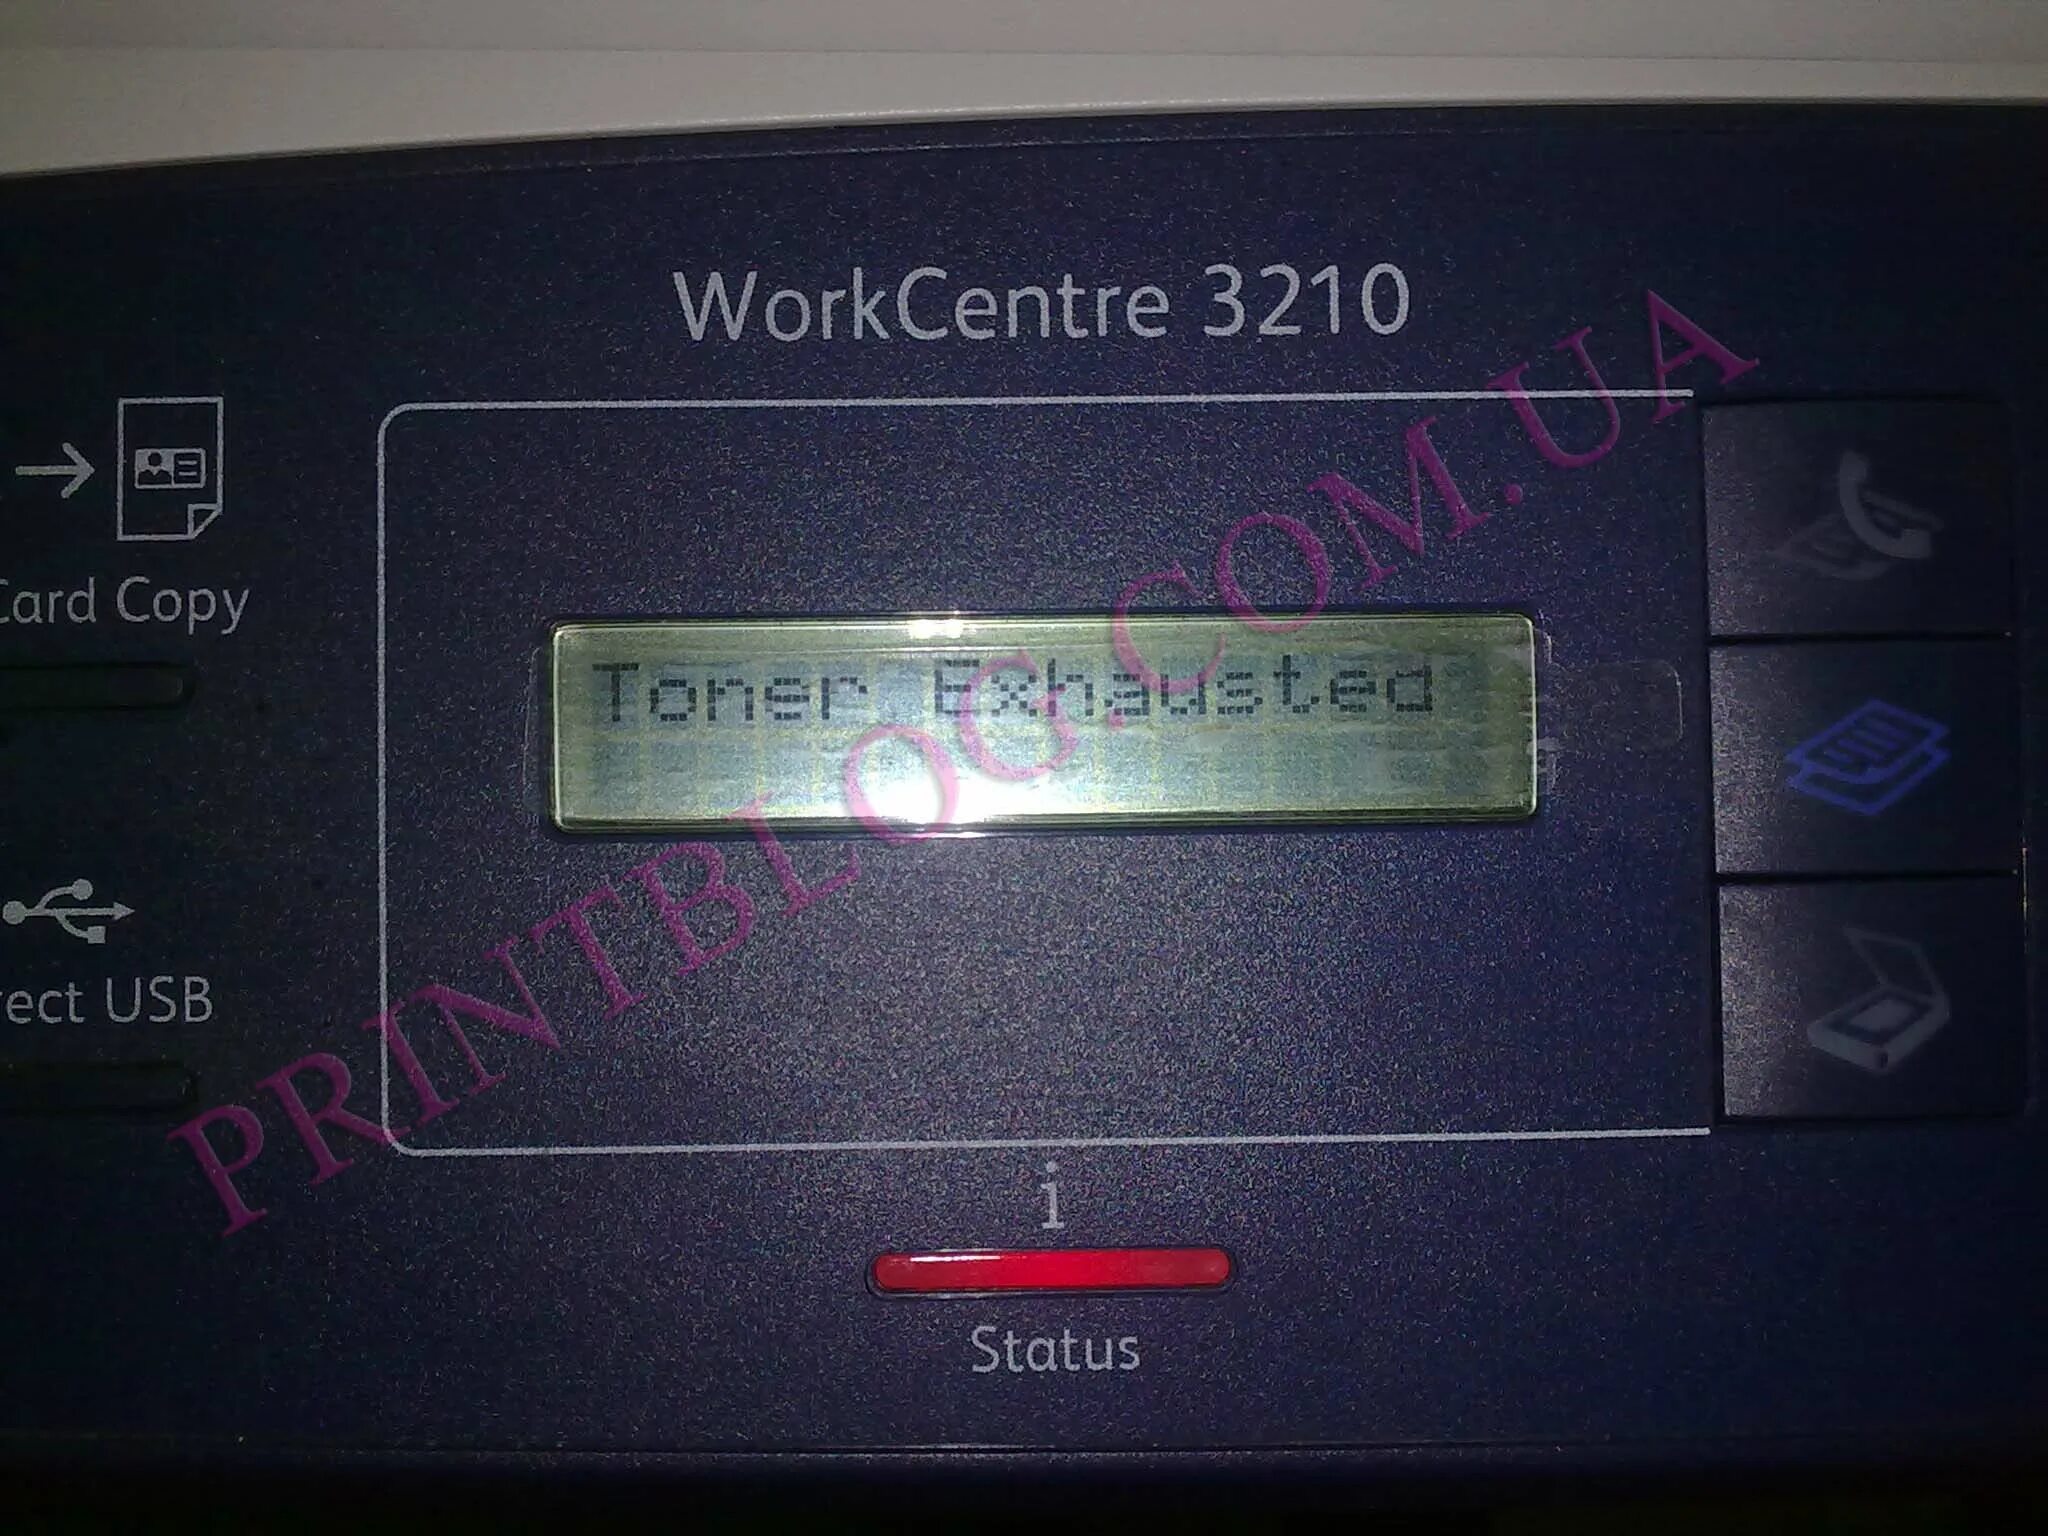 WorkCentre 3210
Card Copy
Toner Exhausted
rect USB
i
Status
PRINTBLOG.COM.UA